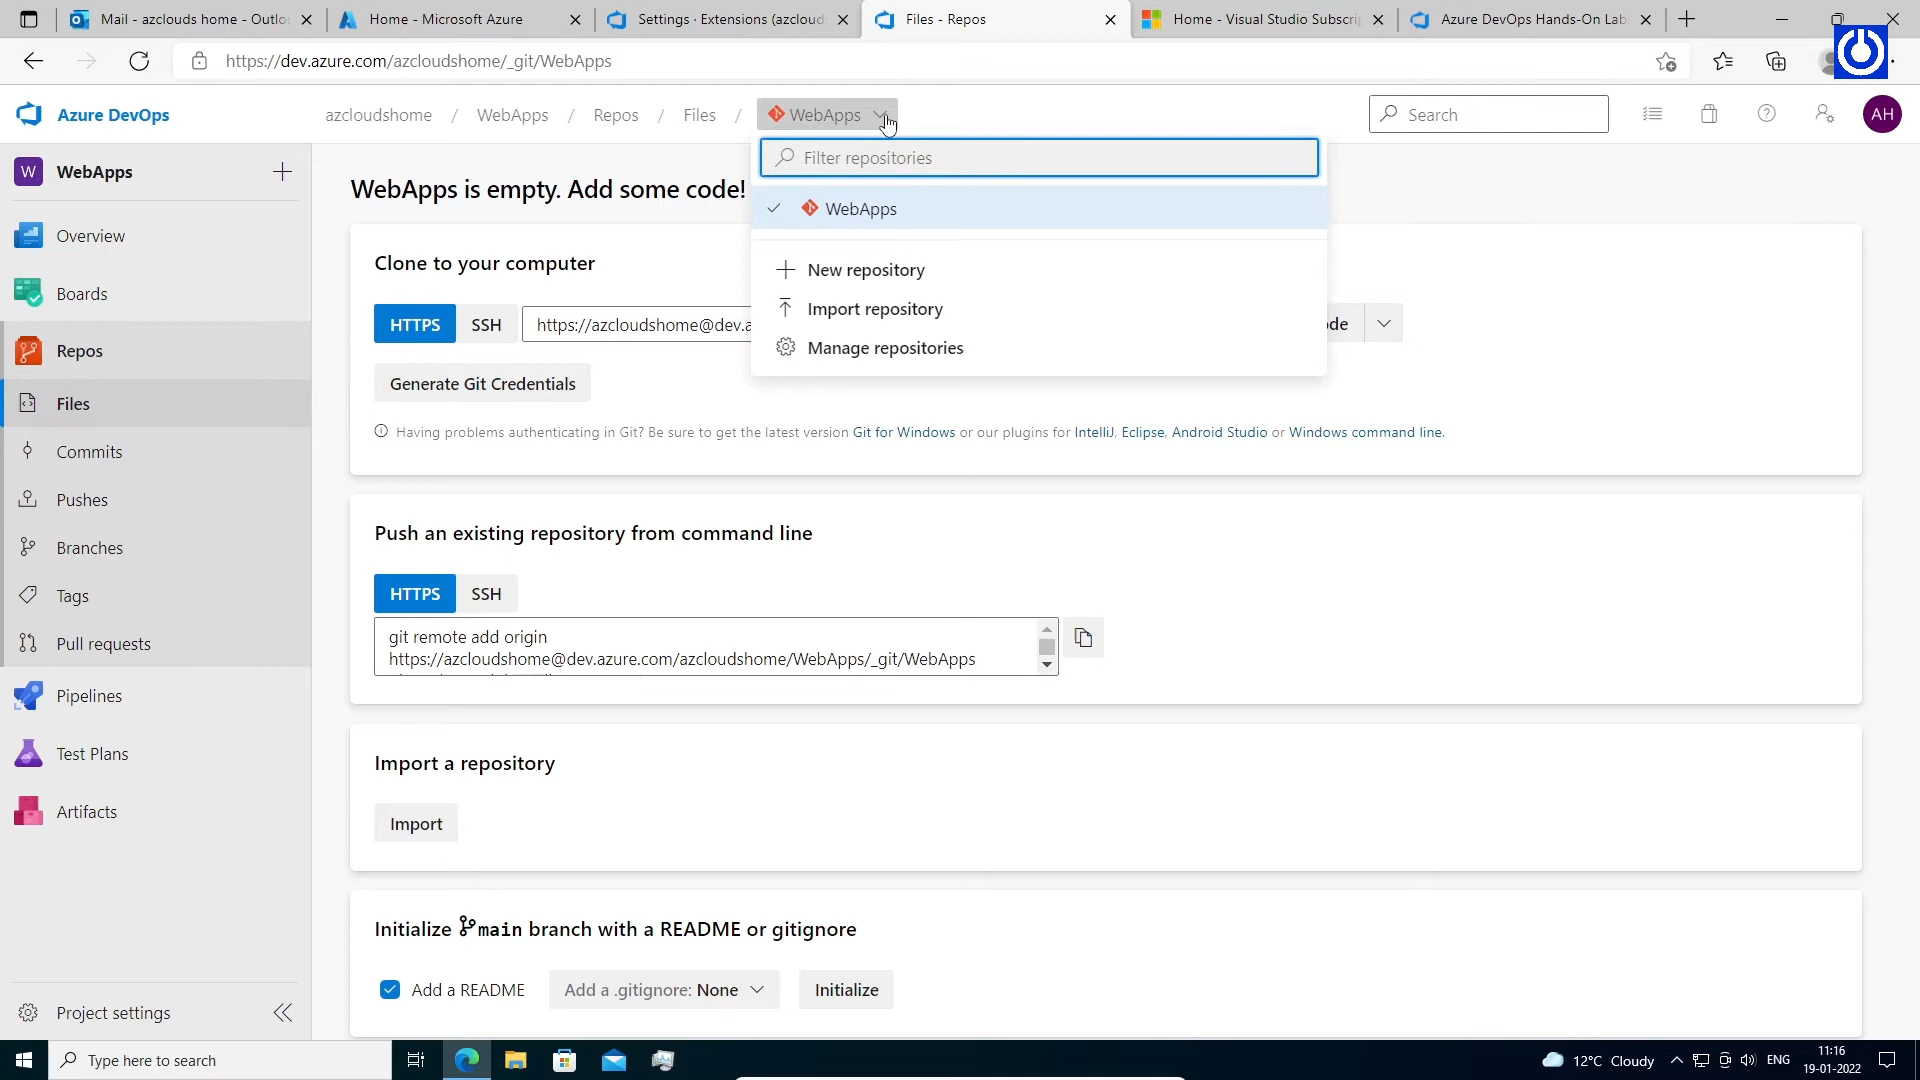 Mail - azclouds home - Outlo
Home - Microsoft Azure
Settings · Extensions (azcloud
Files - Repos
Home - Visual Studio Subscri
Azure DevOps Hands-On Lab
https://dev.azure.com/azcloudshome/_git/WebApps
Azure DevOps
azcloudshome / WebApps / Repos / Files / WebApps
Search
AH
W WebApps
Filter repositories
WebApps is empty. Add some code!
WebApps
Overview
Clone to your computer
New repository
Boards
Import repository
HTTPS SSH https://azcloudshome@dev.a
de
Repos
Manage repositories
Generate Git Credentials
Files
Having problems authenticating in Git? Be sure to get the latest version Git for Windows or our plugins for IntelliJ, Eclipse, Android Studio or Windows command line.
Commits
Pushes
Push an existing repository from command line
Branches
HTTPS SSH
Tags
git remote add origin
Pull requests
https://azcloudshome@dev.azure.com/azcloudshome/WebApps/_git/WebApps
Pipelines
Test Plans
Import a repository
Artifacts
Import
Initialize main branch with a README or gitignore
Add a README Add a .gitignore: None Initialize
Project settings
Type here to search
12°C Cloudy
ENG
11:16
19-01-2022